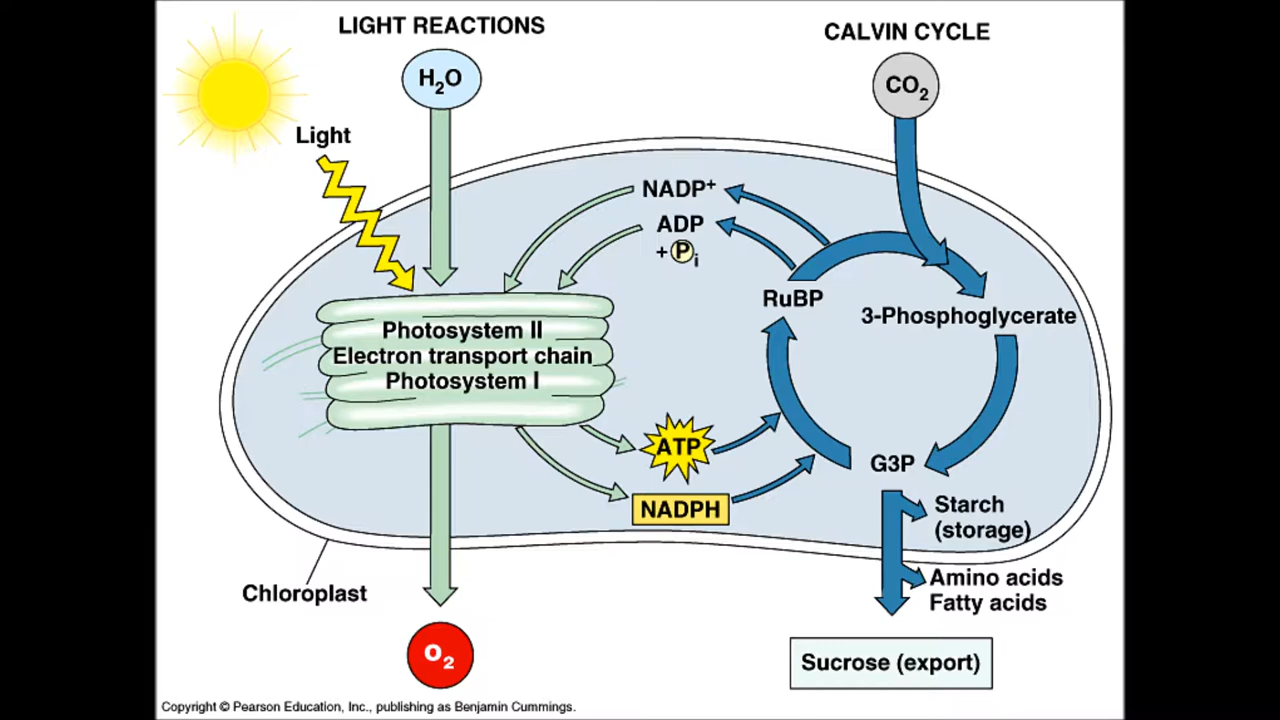 LIGHT REACTIONS
CALVIN CYCLE
H₂O
CO₂
Light
NADP⁺
ADP
+ Pi
RuBP
3-Phosphoglycerate
Photosystem II
Electron transport chain
Photosystem I
ATP
NADPH
G3P
Starch
(storage)
Amino acids
Fatty acids
Chloroplast
O₂
Sucrose (export)
Copyright © Pearson Education, Inc., publishing as Benjamin Cummings.